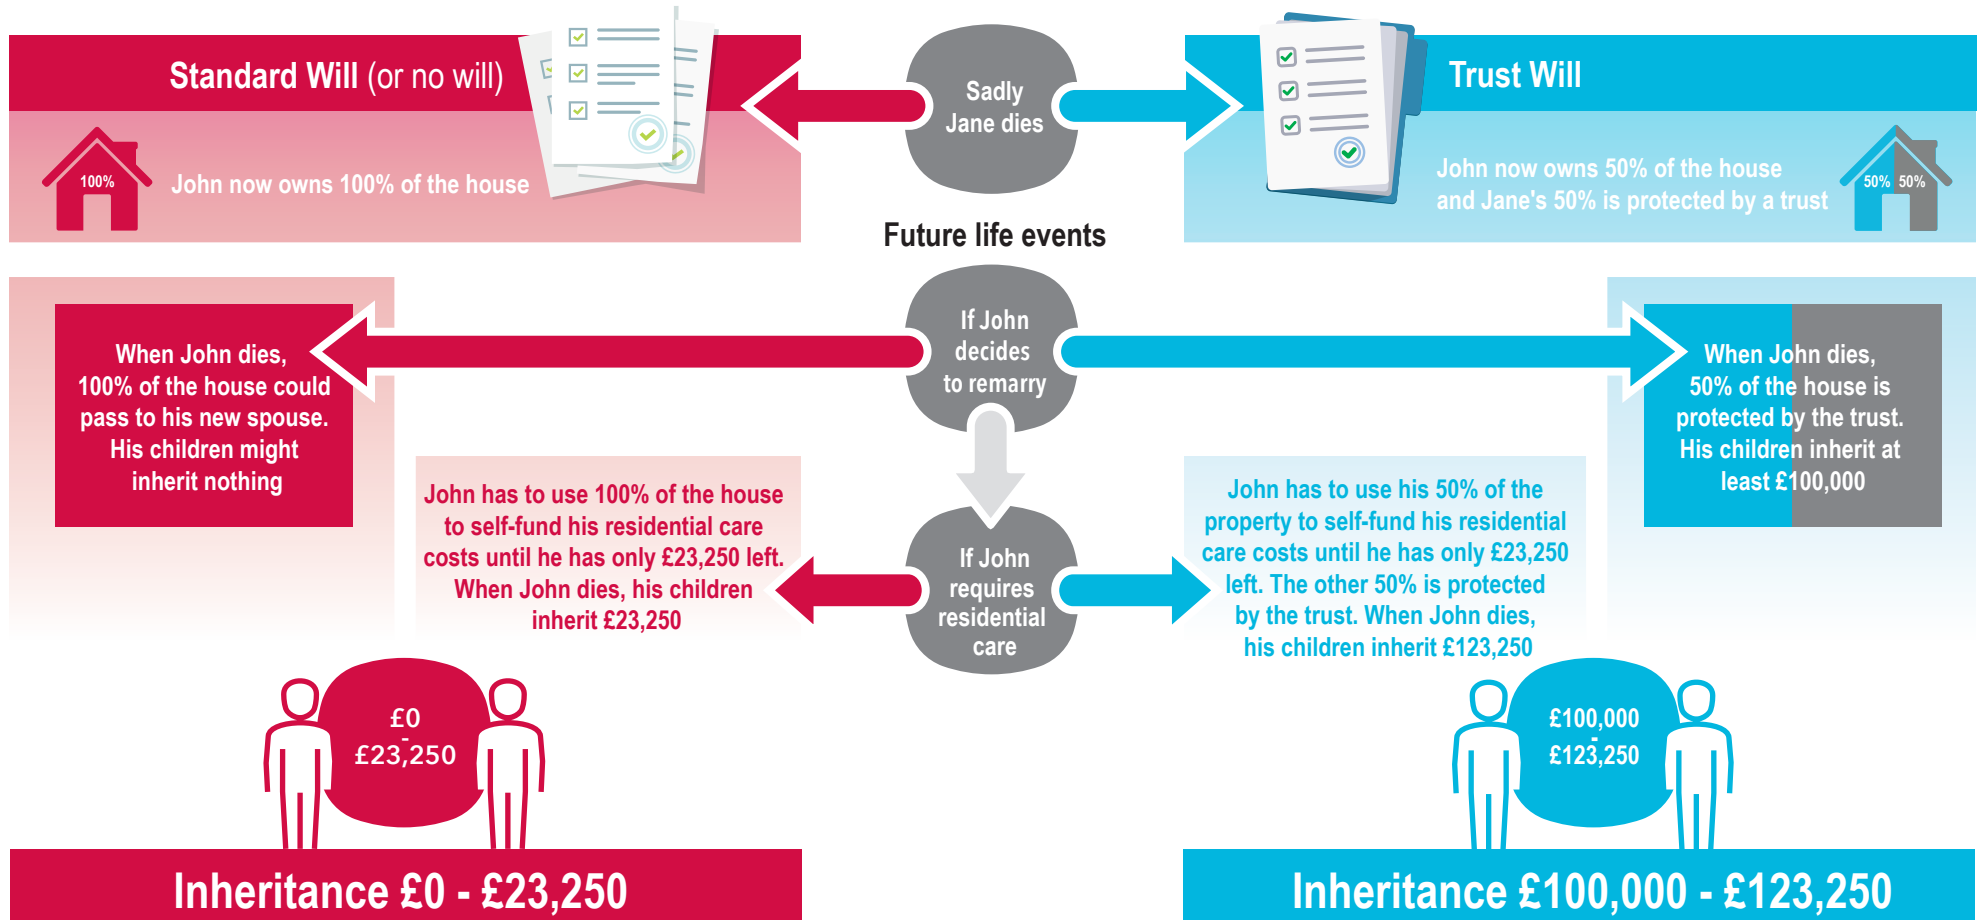 Standard Will (or no will)
100%
John now owns 100% of the house
Sadly
Jane dies
Trust Will
John now owns 50% of the house
and Jane's 50% is protected by a trust
50% 50%
Future life events
When John dies,
100% of the house could
pass to his new spouse.
His children might
inherit nothing
If John
decides
to remarry
When John dies,
50% of the house is
protected by the trust.
His children inherit at
least £100,000
John has to use 100% of the house
to self-fund his residential care
costs until he has only £23,250 left.
When John dies, his children
inherit £23,250
If John
requires
residential
care
John has to use his 50% of the
property to self-fund his residential
care costs until he has only £23,250
left. The other 50% is protected
by the trust. When John dies,
his children inherit £123,250
£0
-
£23,250
£100,000
-
£123,250
Inheritance £0 - £23,250
Inheritance £100,000 - £123,250